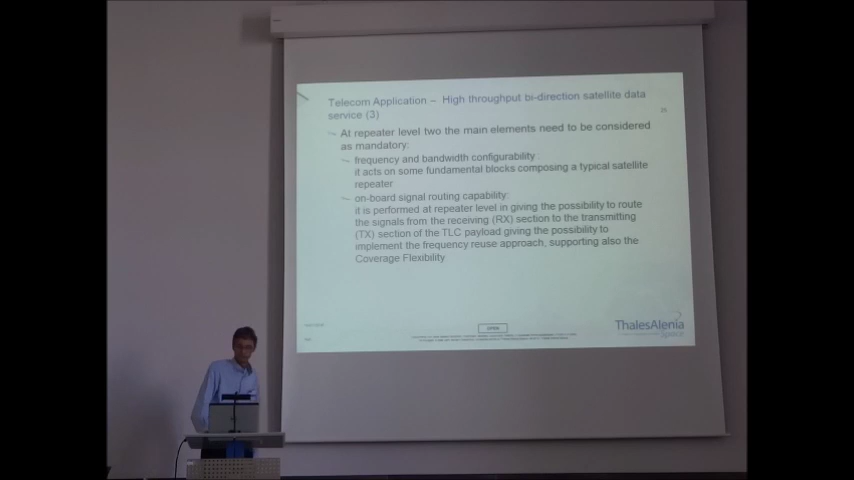 Telecom Application – High throughput bi-direction satellite data
service (3)
At repeater level two the main elements need to be considered
as mandatory:
frequency and bandwidth configurability :
it acts on some fundamental blocks composing a typical satellite
repeater
on-board signal routing capability:
it is performed at repeater level in giving the possibility to route
the signals from the receiving (RX) section to the transmitting
(TX) section of the TLC payload giving the possibility to
implement the frequency reuse approach, supporting also the
Coverage Flexibility
OPEN
ThalesAlenia
Space